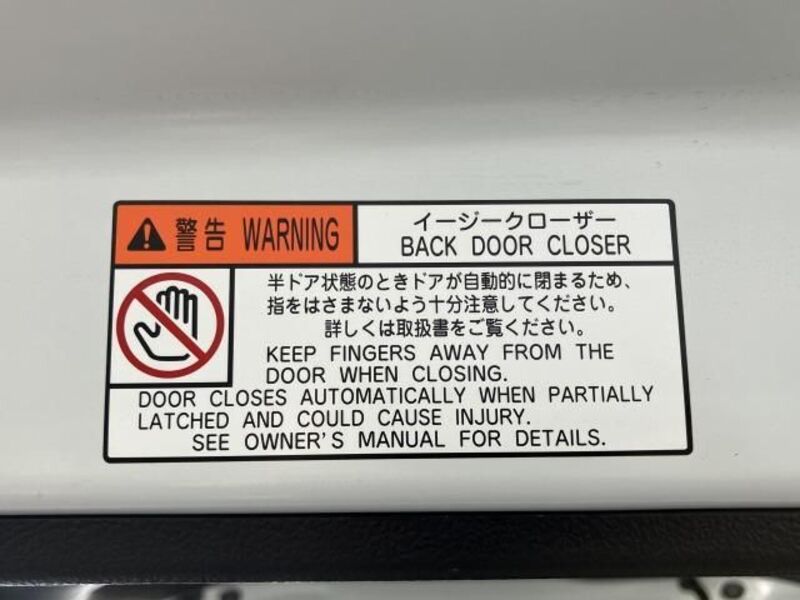 警告 WARNING
イージークローザー
BACK DOOR CLOSER
半ドア状態のときドアが自動的に閉まるため、
指をはさまないよう十分注意してください。
詳しくは取扱書をご覧ください。
KEEP FINGERS AWAY FROM THE
DOOR WHEN CLOSING.
DOOR CLOSES AUTOMATICALLY WHEN PARTIALLY
LATCHED AND COULD CAUSE INJURY.
SEE OWNER'S MANUAL FOR DETAILS.